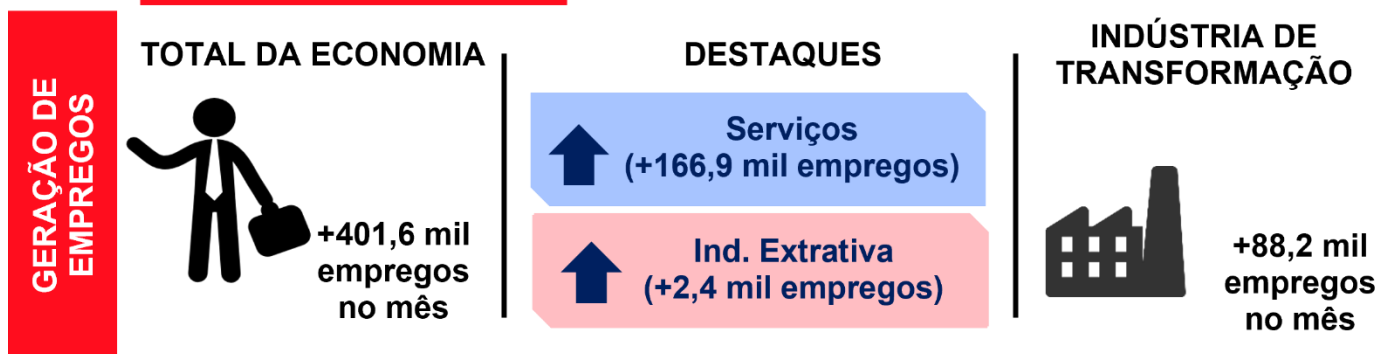 GERAÇÃO DE
EMPREGOS
TOTAL DA ECONOMIA
+401,6 mil
empregos
no mês
DESTAQUES
Serviços
(+166,9 mil empregos)
Ind. Extrativa
(+2,4 mil empregos)
INDÚSTRIA DE
TRANSFORMAÇÃO
+88,2 mil
empregos
no mês